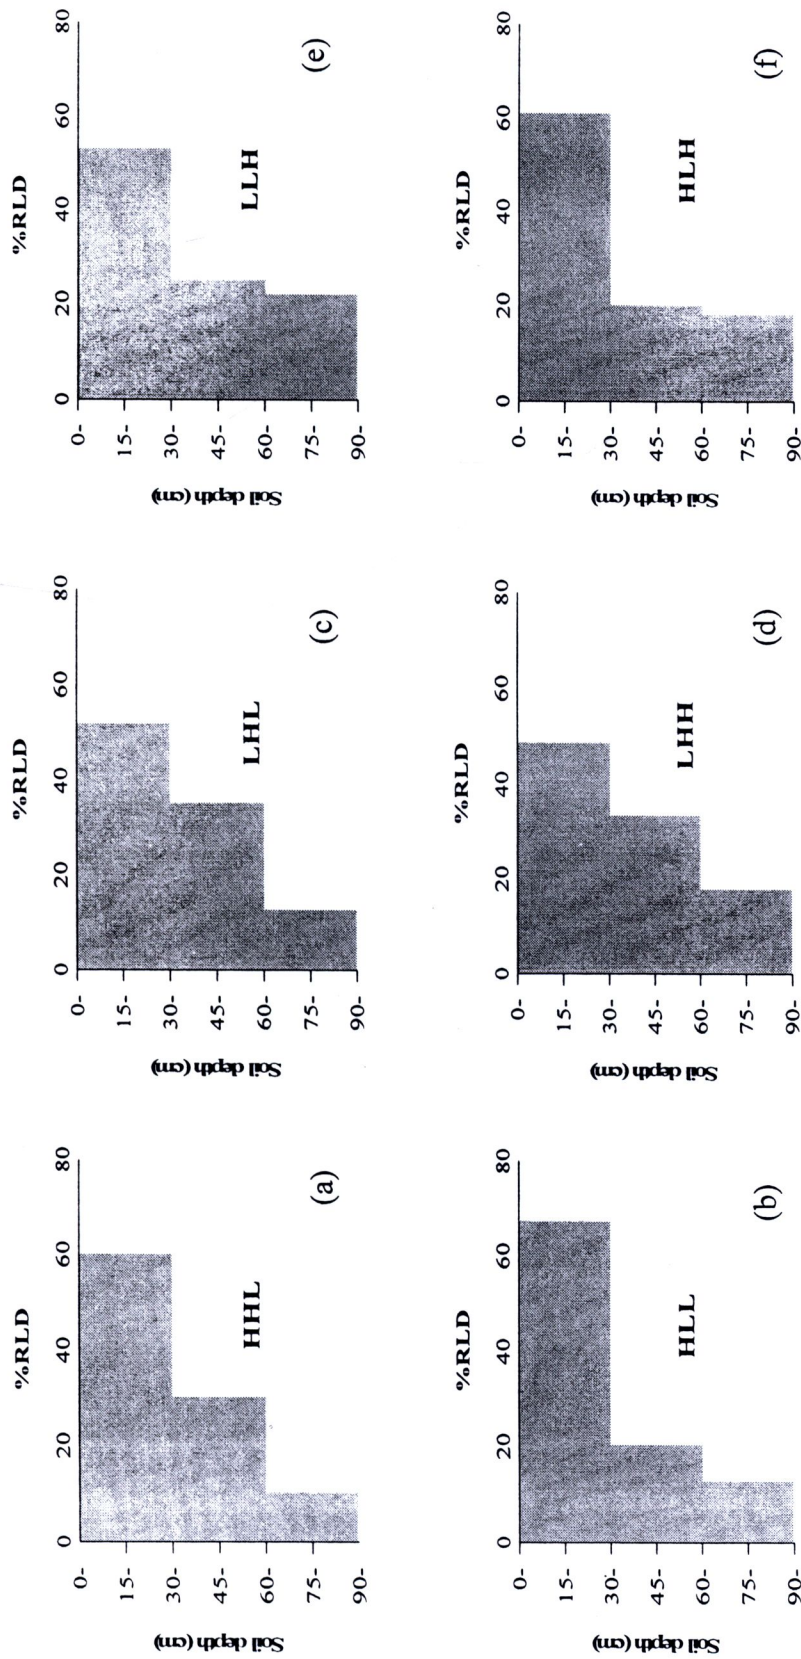 %RLD
0 20 40 60 80
0-
15-
30-
45-
60-
75-
90-
Soil depth (cm)
HHL
(a)
%RLD
0 20 40 60 80
0-
15-
30-
45-
60-
75-
90-
Soil depth (cm)
LHL
(c)
%RLD
0 20 40 60 80
0-
15-
30-
45-
60-
75-
90-
Soil depth (cm)
LLH
(e)
%RLD
0 20 40 60 80
0-
15-
30-
45-
60-
75-
90-
Soil depth (cm)
HLL
(b)
%RLD
0 20 40 60 80
0-
15-
30-
45-
60-
75-
90-
Soil depth (cm)
LHH
(d)
%RLD
0 20 40 60 80
0-
15-
30-
45-
60-
75-
90-
Soil depth (cm)
HLH
(f)